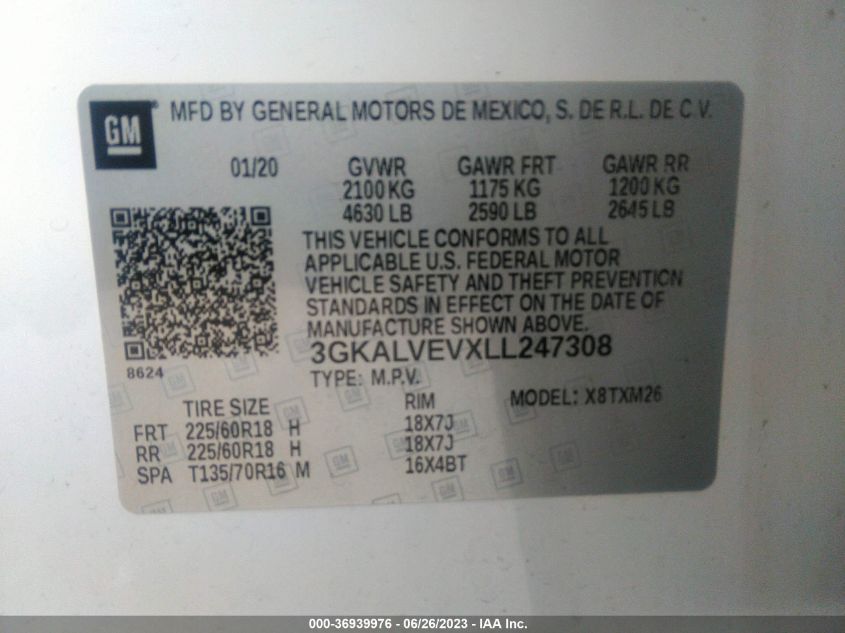 GM
MFD BY GENERAL MOTORS DE MEXICO, S. DE R.L. DE C.V.
01/20 GVWR GAWR FRT GAWR RR
2100 KG 1175 KG 1200 KG
4630 LB 2590 LB 2645 LB
THIS VEHICLE CONFORMS TO ALL
APPLICABLE U.S. FEDERAL MOTOR
VEHICLE SAFETY AND THEFT PREVENTION
STANDARDS IN EFFECT ON THE DATE OF
MANUFACTURE SHOWN ABOVE.
3GKALVEVXLL247308
8624
TYPE: M.P.V. MODEL: X8TXM26
TIRE SIZE RIM
FRT 225/60R18 H 18X7J
RR 225/60R18 H 18X7J
SPA T135/70R16 M 16X4BT
000-36939976 / 06/26/2023 - IAA Inc.